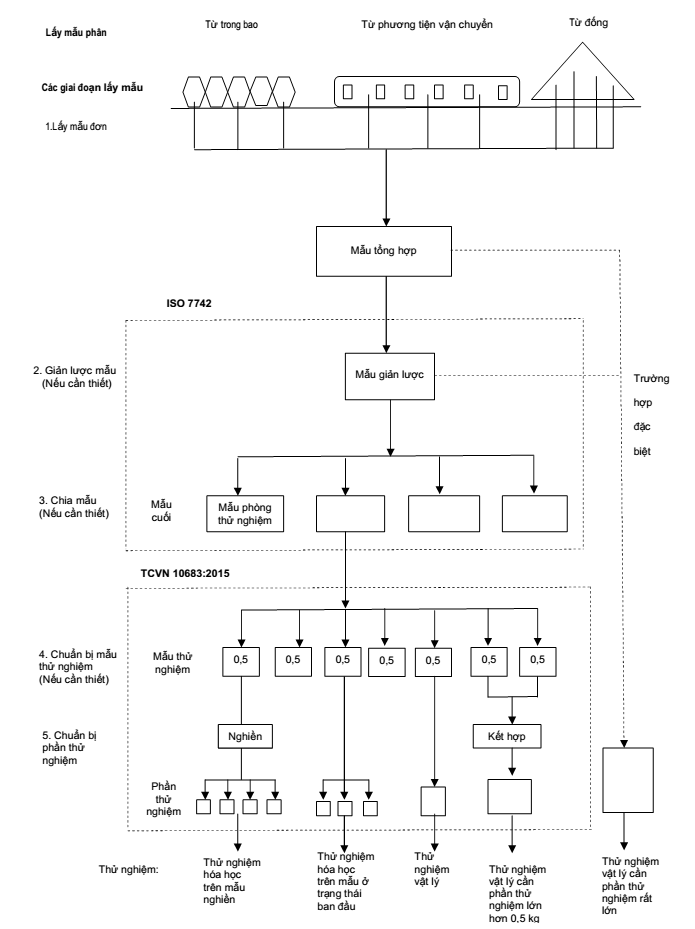 Lấy mẫu phân
Từ trong bao
Từ phương tiện vận chuyển
Từ đống
Các giai đoạn lấy mẫu
1.Lấy mẫu đơn
Mẫu tổng hợp
ISO 7742
2. Giản lược mẫu
(Nếu cần thiết)
Mẫu giản lược
Trường
hợp
đặc
biệt
3. Chia mẫu
(Nếu cần thiết)
Mẫu
cuối
Mẫu phòng
thử nghiệm
TCVN 10683:2015
4. Chuẩn bị mẫu
thử nghiệm
(Nếu cần thiết)
Mẫu thử
nghiệm
0,5
0,5
0,5
0,5
0,5
0,5
0,5
5. Chuẩn bị
phần thử
nghiệm
Nghiền
Kết hợp
Phần
thử
nghiệm
Thử nghiệm:
Thử nghiệm
hóa học
trên mẫu
nghiền
Thử nghiệm
hóa học
trên mẫu ở
trạng thái
ban đầu
Thử
nghiệm
vật lý
Thử nghiệm
vật lý cần
phần thử
nghiệm lớn
hơn 0,5 kg
Thử nghiệm
vật lý cần
phần thử
nghiệm rất
lớn